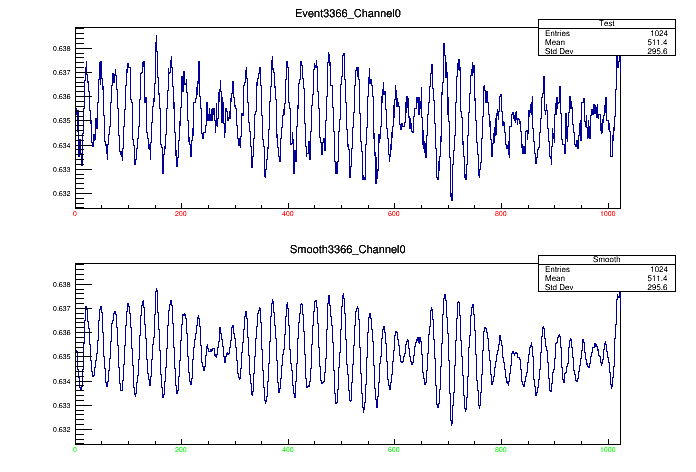 Event3366_Channel0
Test
Entries 1024
Mean 511.4
Std Dev 295.6
0.638
0.637
0.636
0.635
0.634
0.633
0.632
0 200 400 600 800 1000
Smooth3366_Channel0
Smooth
Entries 1024
Mean 511.4
Std Dev 295.6
0.638
0.637
0.636
0.635
0.634
0.633
0.632
0 200 400 600 800 1000